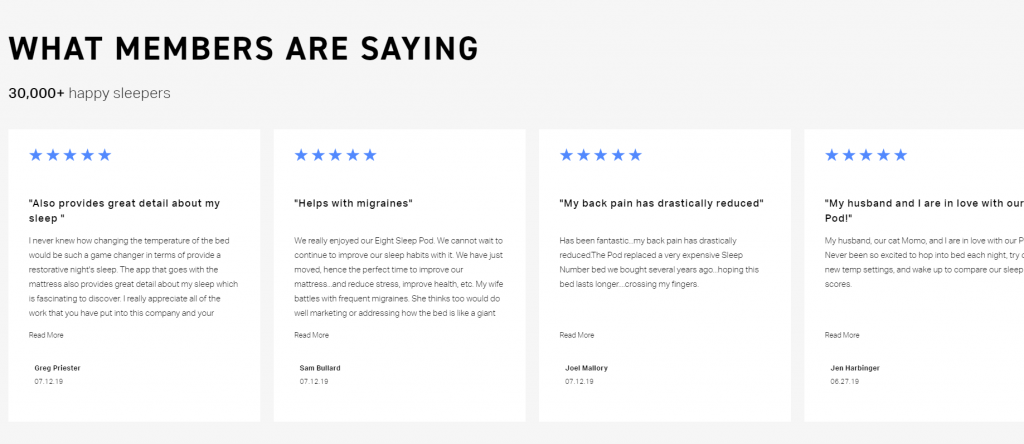 WHAT MEMBERS ARE SAYING
30,000+ happy sleepers
"Also provides great detail about my
sleep "
I never knew how changing the temperature of the bed
would be such a game changer in terms of provide a
restorative night's sleep. The app that goes with the
mattress also provides great detail about my sleep which
is fascinating to discover. I really appreciate all of the
work that you have put into this company and your
Read More
Greg Priester
07.12.19
"Helps with migraines"
We really enjoyed our Eight Sleep Pod. We cannot wait to
continue to improve our sleep habits with it. We have just
moved, hence the perfect time to improve our
mattress...and reduce stress, improve health, etc. My wife
battles with frequent migraines. She thinks too would do
well marketing or addressing how the bed is like a giant
Read More
Sam Bullard
07.12.19
"My back pain has drastically reduced"
Has been fantastic...my back pain has drastically
reduced.The Pod replaced a very expensive Sleep
Number bed we bought several years ago...hoping this
bed lasts longer...crossing my fingers.
Read More
Joel Mallory
07.12.19
"My husband and I are in love with our
Pod!"
My husband, our cat Momo, and I are in love with our P
Never been so excited to hop into bed each night, try o
new temp settings, and wake up to compare our sleep
scores.
Read More
Jen Harbinger
06.27.19